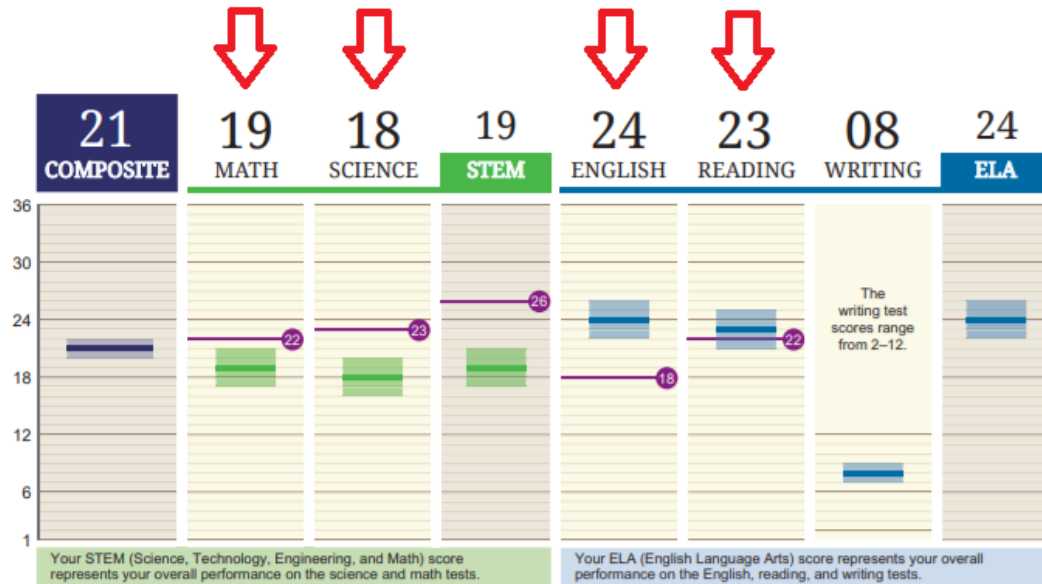 21 19 18 19 24 23 08 24
COMPOSITE MATH SCIENCE STEM ENGLISH READING WRITING ELA
36
30
26
24
23
22
22
18
18
12
6
1
The
writing test
scores range
from 2–12.
Your STEM (Science, Technology, Engineering, and Math) score
represents your overall performance on the science and math tests.
Your ELA (English Language Arts) score represents your overall
performance on the English, reading, and writing tests.